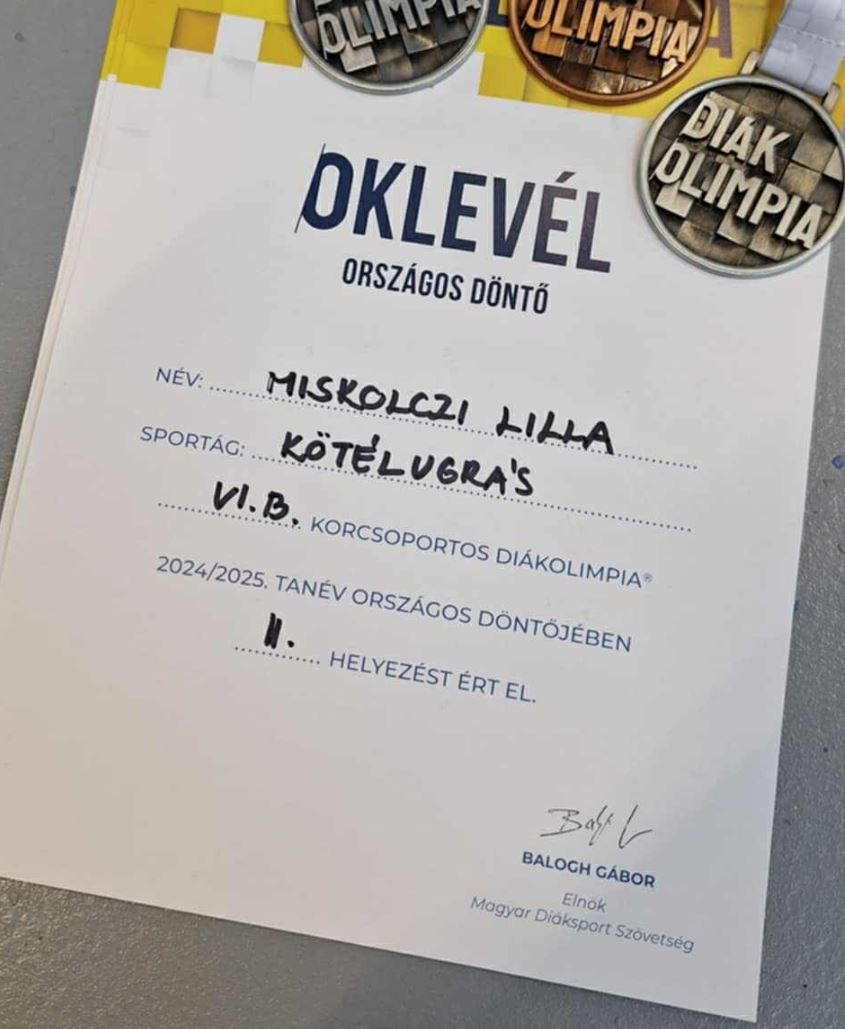 OLIMPIA
OLIMPIA
DIÁK
OLIMPIA
OKLEVÉL
ORSZÁGOS DÖNTŐ
NÉV: MISKOLCZI LILLA
SPORTÁG: KÖTÉLUGRÁS
VI.B. KORCSOPORTOS DIÁKOLIMPIA®
2024/2025. TANÉV ORSZÁGOS DÖNTŐJÉBEN
II. HELYEZÉST ÉRT EL.
BALOGH GÁBOR
Elnök
Magyar Diáksport Szövetség